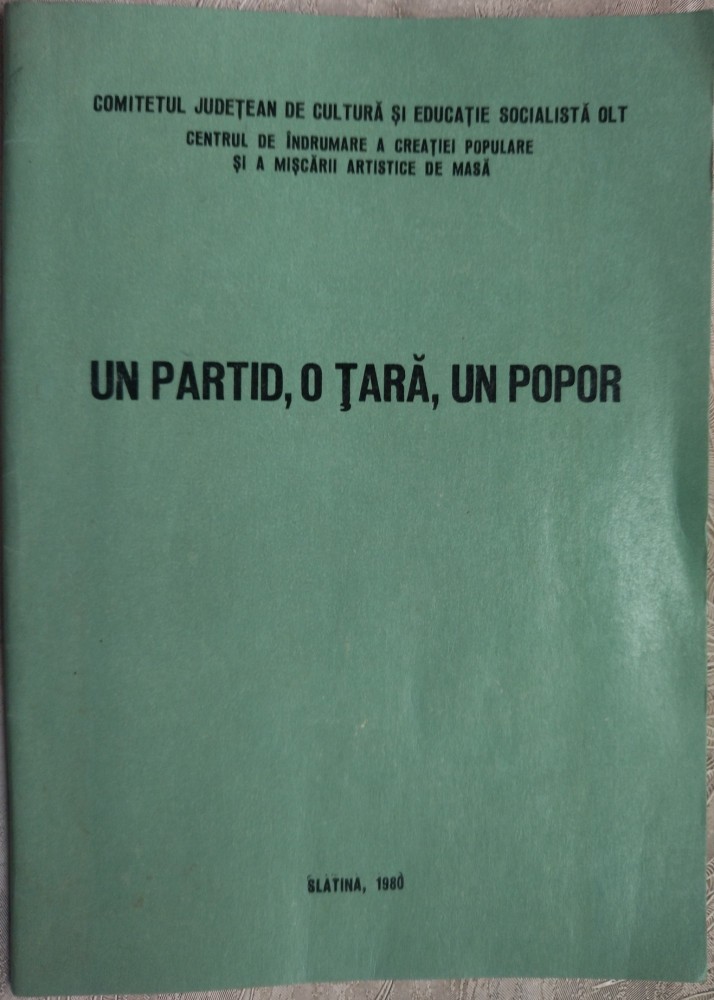 COMITETUL JUDEȚEAN DE CULTURĂ ȘI EDUCAȚIE SOCIALISTĂ OLT
CENTRUL DE ÎNDRUMARE A CREAȚIEI POPULARE
ȘI A MIȘCĂRII ARTISTICE DE MASĂ
UN PARTID, O ŢARĂ, UN POPOR
SLATINA, 1980